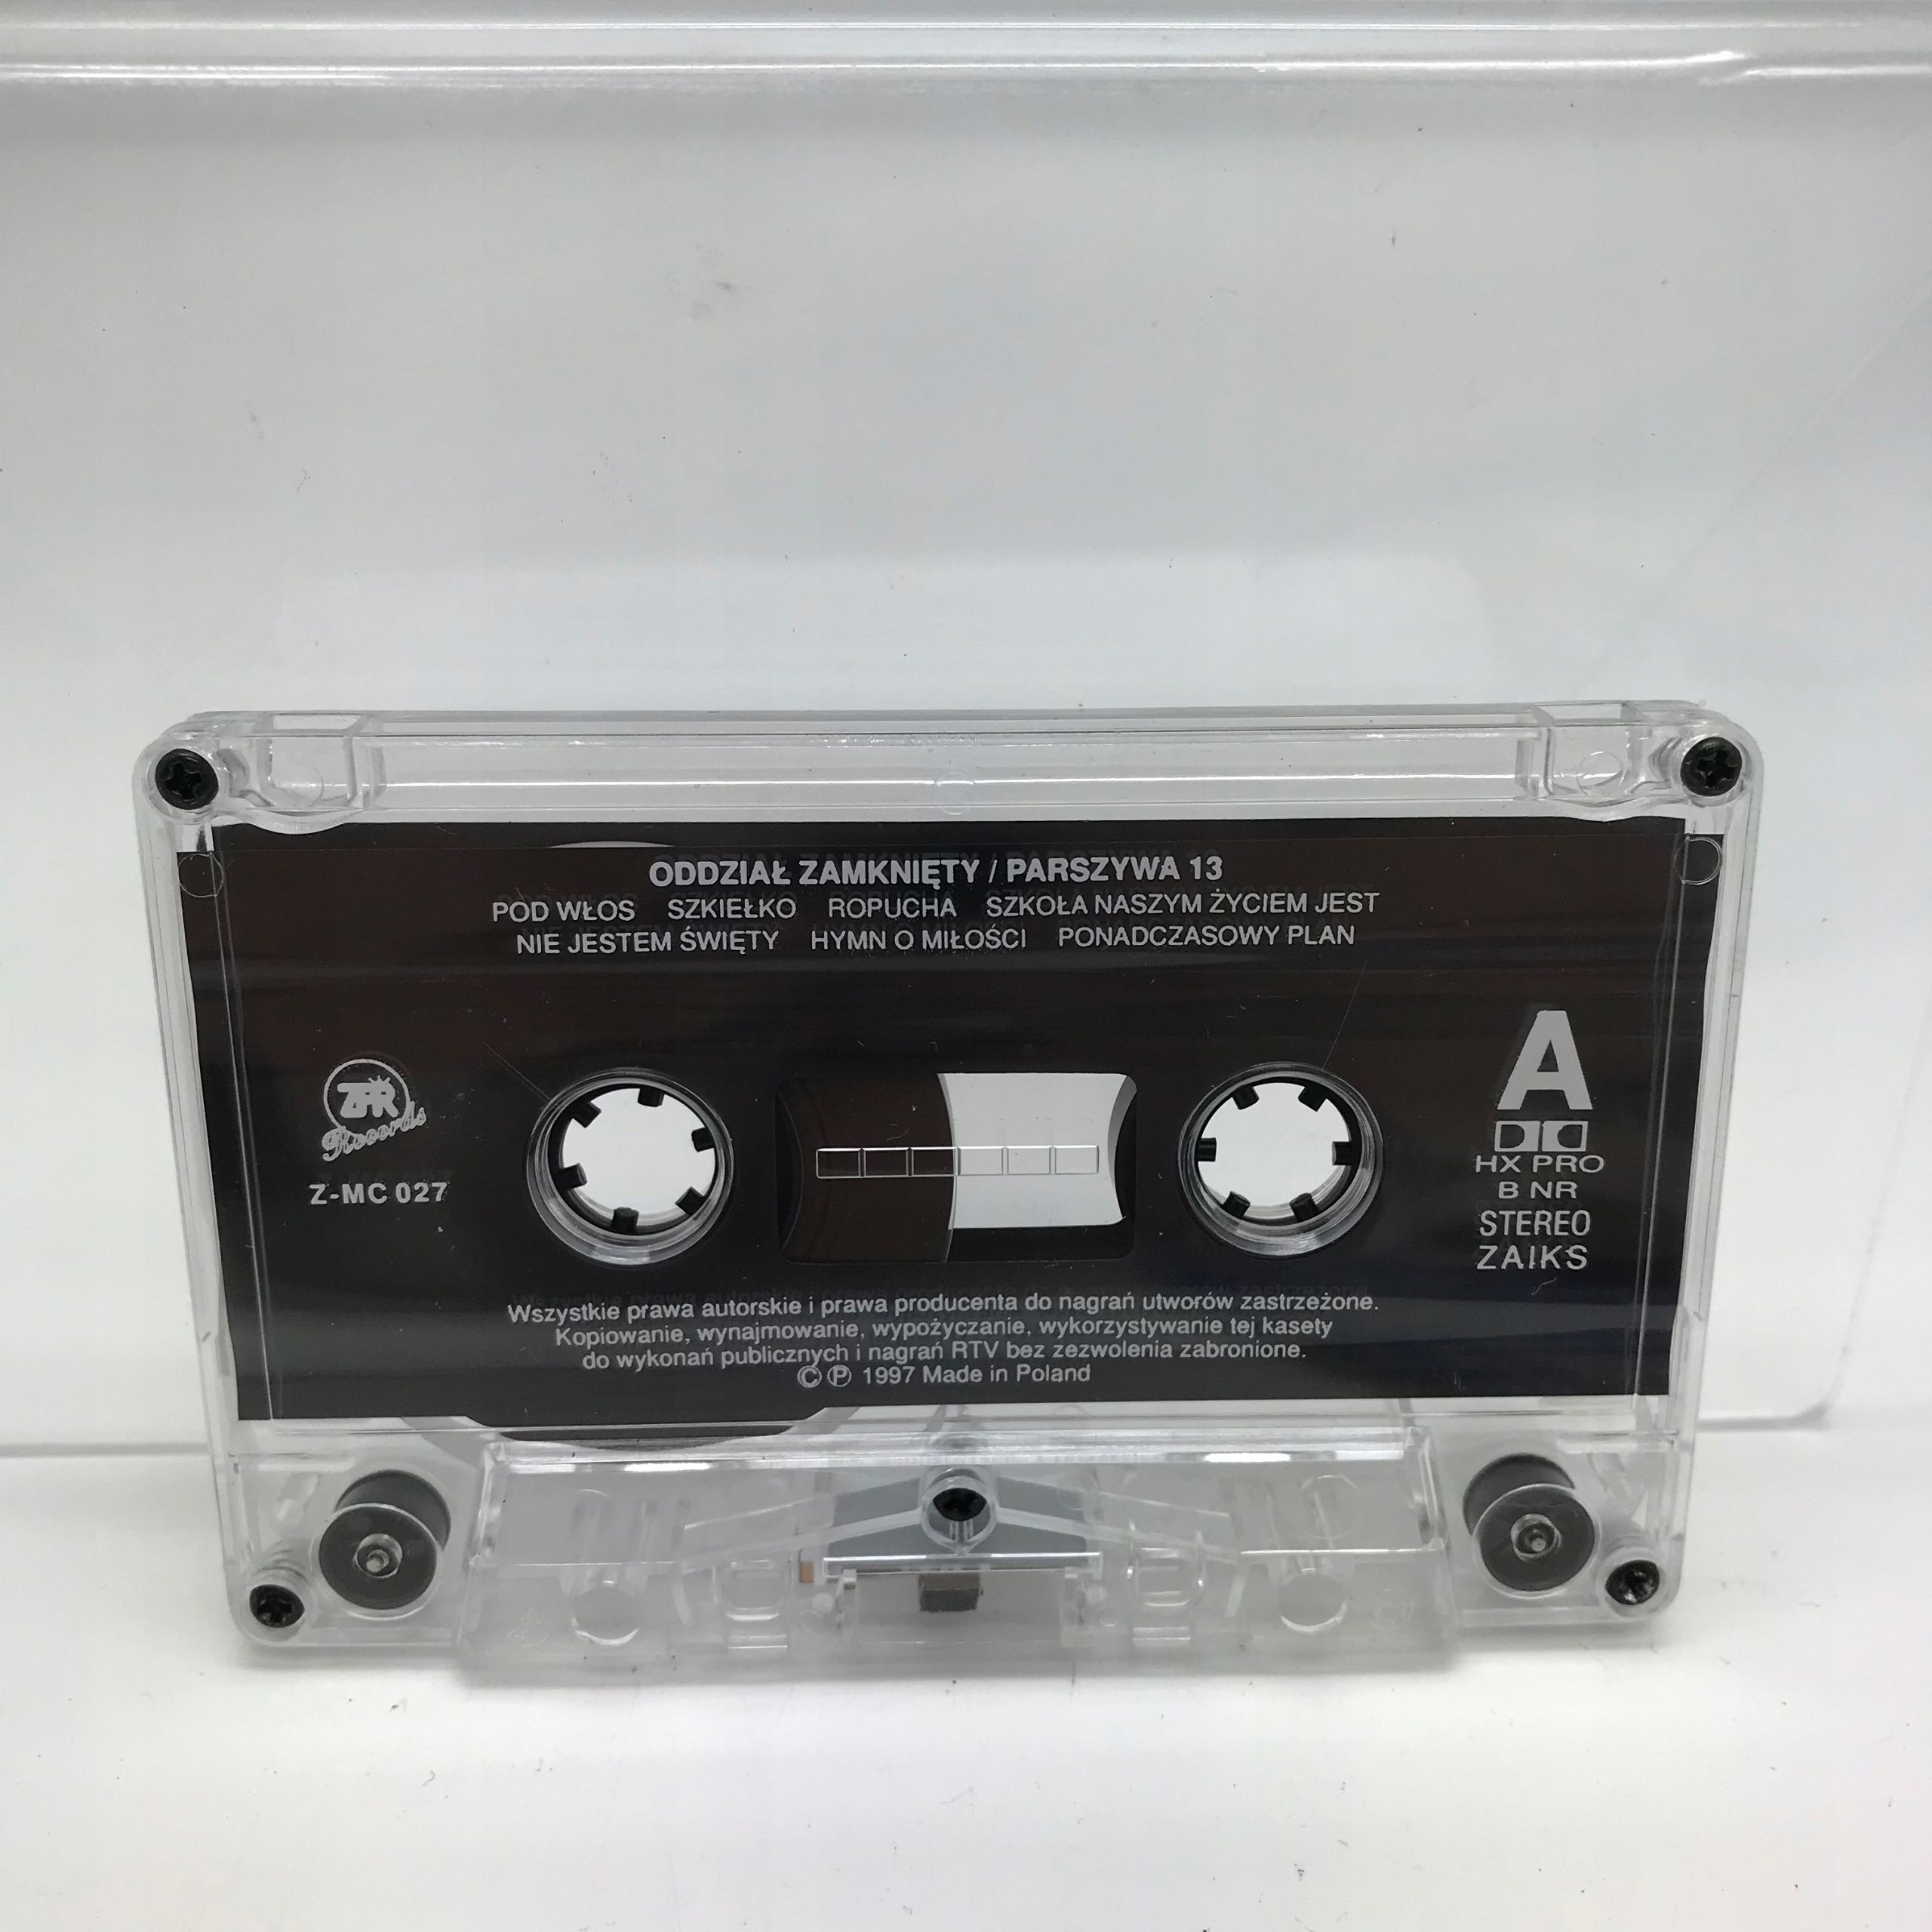 ODDZIAŁ ZAMKNIĘTY / PARSZYWA 13
POD WŁOS SZKIEŁKO ROPUCHA SZKOŁA NASZYM ŻYCIEM JEST
NIE JESTEM ŚWIĘTY HYMN O MIŁOŚCI PONADCZASOWY PLAN
ZPR
Records
Z-MC 027
A
HX PRO
B NR
STEREO
ZAIKS
Wszystkie prawa autorskie i prawa producenta do nagrań utworów zastrzeżone.
Kopiowanie, wynajmowanie, wypożyczanie, wykorzystywanie tej kasety
do wykonań publicznych i nagrań RTV bez zezwolenia zabronione.
© ℗ 1997 Made in Poland